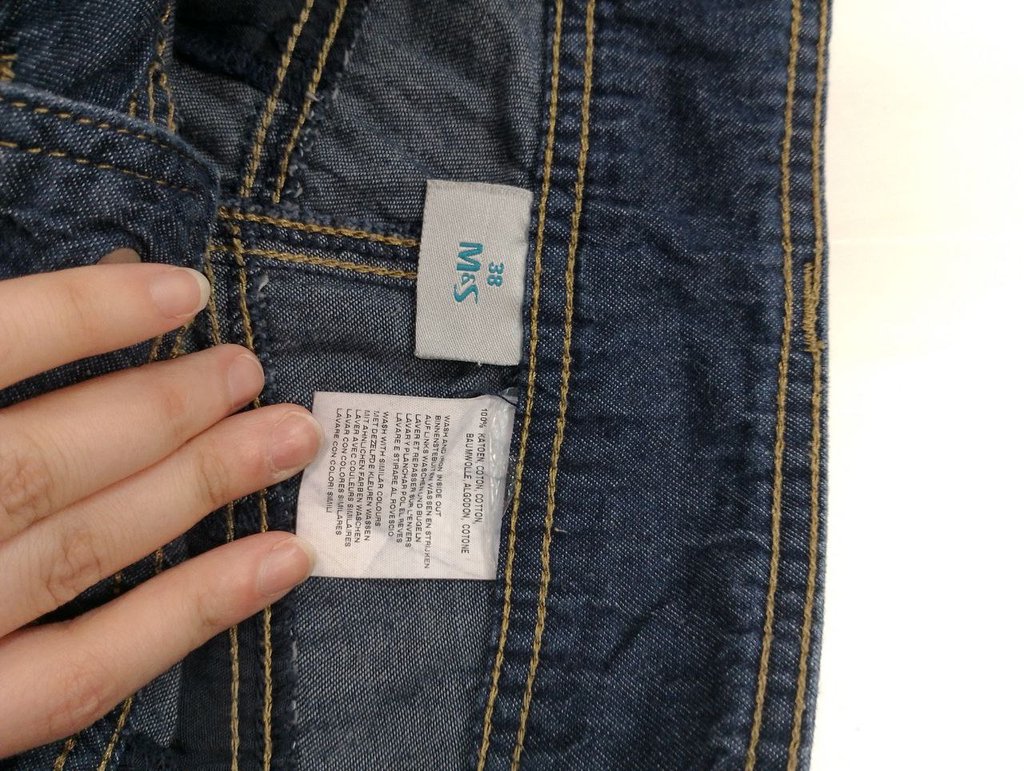 M&S
38
100% KATOEN, COTON, COTTON,
BAUMWOLLE, ALGODON, COTONE
WASH AND IRON INSIDE OUT
BINNENSTEBUITEN WASSEN EN STRIJKEN
AUF LINKS WASCHEN UND BÜGELN
LAVER ET REPASSER SUR L'ENVERS
LAVAR Y PLANCHAR POR EL REVES
LAVARE E STIRARE AL ROVESCIO
WASH WITH SIMILAR COLOURS
MET DEZELFDE KLEUREN WASSEN
MIT ÄHNLICHEN FARBEN WASCHEN
LAVER AVEC COULEURS SIMILAIRES
LAVAR CON COLORES SIMILARES
LAVARE CON COLORI SIMILI